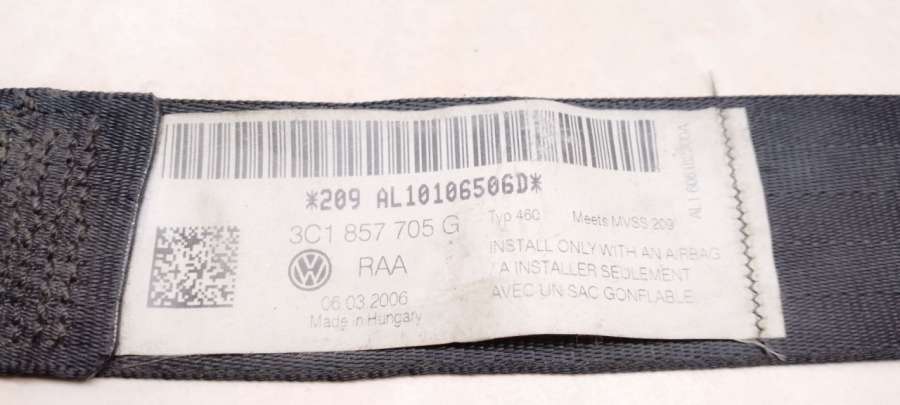 *209 AL10106506D*
3C1 857 705 G
Typ 460
Meets MVSS 209
RAA
06.03.2006
Made in Hungary
INSTALL ONLY WITH AN AIRBAG
/ A INSTALLER SEULEMENT
AVEC UN SAC GONFLABLE